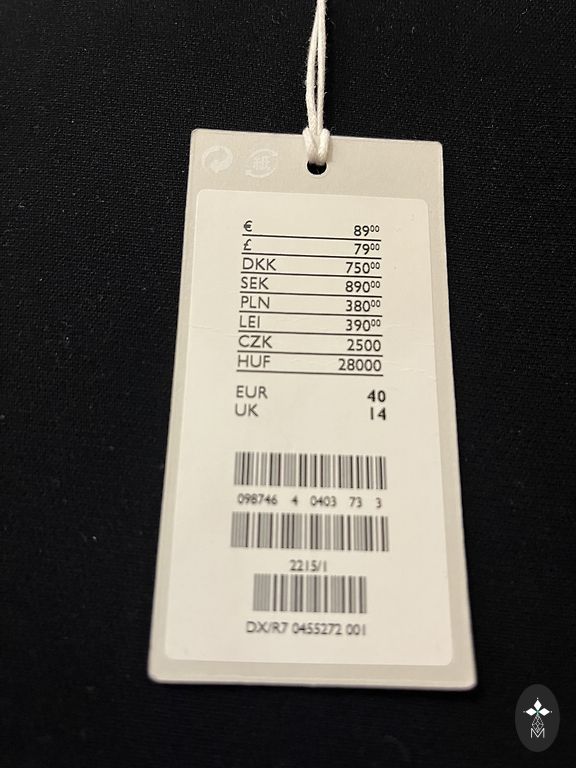 € 89⁰⁰
£ 79⁰⁰
DKK 750⁰⁰
SEK 890⁰⁰
PLN 380⁰⁰
LEI 390⁰⁰
CZK 2500
HUF 28000
EUR 40
UK 14
098746 4 0403 73 3
2215/1
DX/R7 0455272 001
M